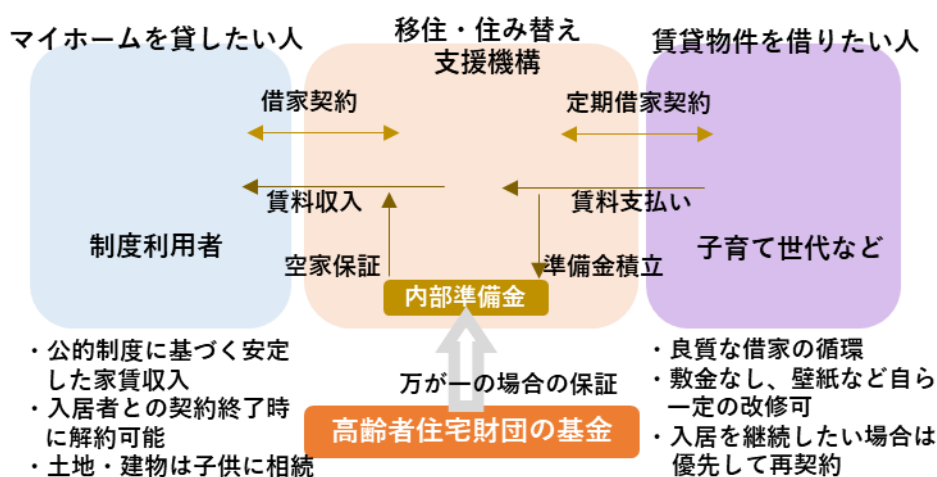 マイホームを貸したい人
移住・住み替え
支援機構
賃貸物件を借りたい人
借家契約
定期借家契約
賃料収入
賃料支払い
制度利用者
子育て世代など
空家保証
準備金積立
内部準備金
万が一の場合の保証
高齢者住宅財団の基金
・公的制度に基づく安定
した家賃収入
・入居者との契約終了時
に解約可能
・土地・建物は子供に相続
・良質な借家の循環
・敷金なし、壁紙など自ら
一定の改修可
・入居を継続したい場合は
優先して再契約